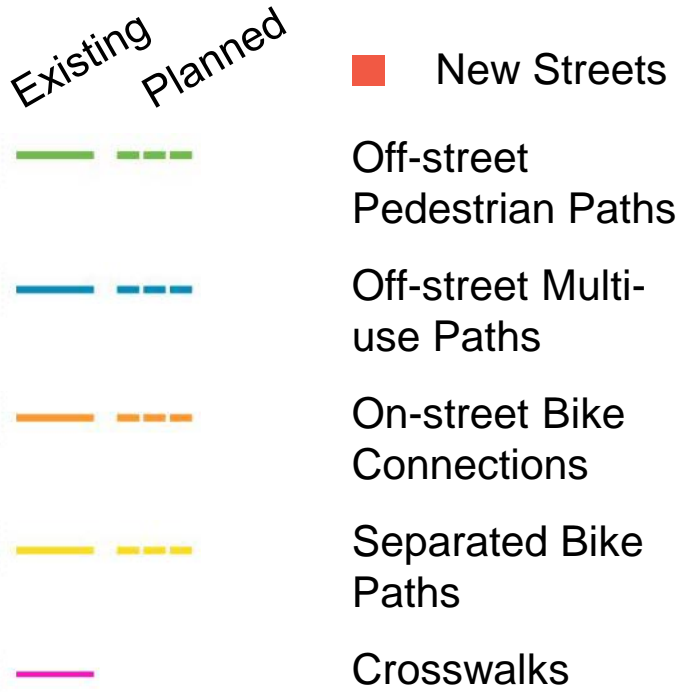 Existing
Planned
New Streets
Off-street
Pedestrian Paths
Off-street Multi-
use Paths
On-street Bike
Connections
Separated Bike
Paths
Crosswalks